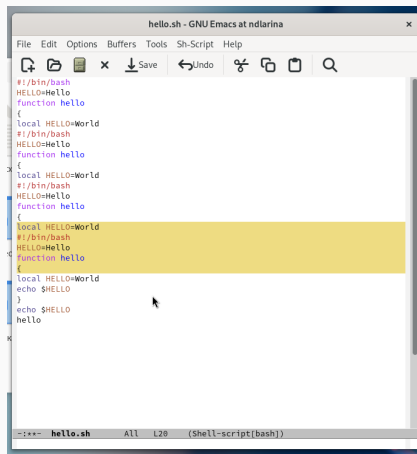 hello.sh - GNU Emacs at ndlarina
×
File Edit Options Buffers Tools Sh-Script Help
Save Undo
#!/bin/bash
HELLO=Hello
function hello
{
local HELLO=World
#!/bin/bash
HELLO=Hello
function hello
{
local HELLO=World
#!/bin/bash
HELLO=Hello
function hello
{
local HELLO=World
#!/bin/bash
HELLO=Hello
function hello
{
local HELLO=World
echo $HELLO
}
echo $HELLO
hello
-:**- hello.sh All L20 (Shell-script[bash])